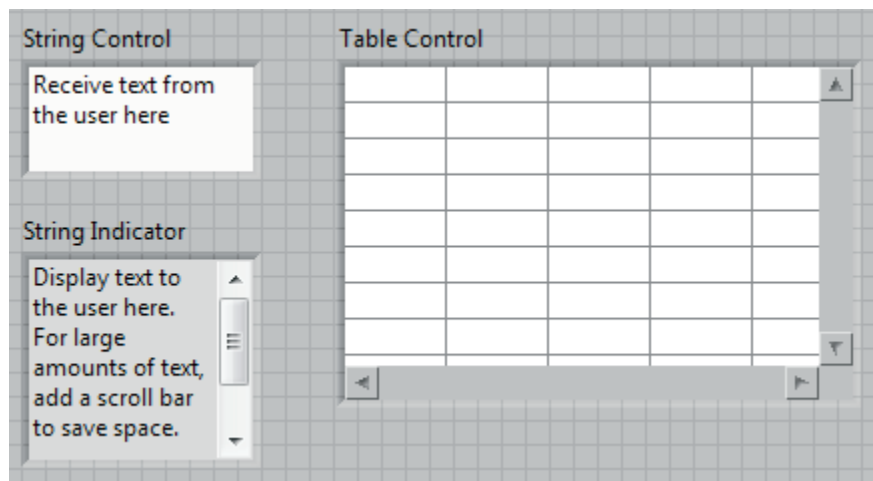 String Control
Receive text from
the user here
String Indicator
Display text to
the user here.
For large
amounts of text,
add a scroll bar
to save space.
Table Control